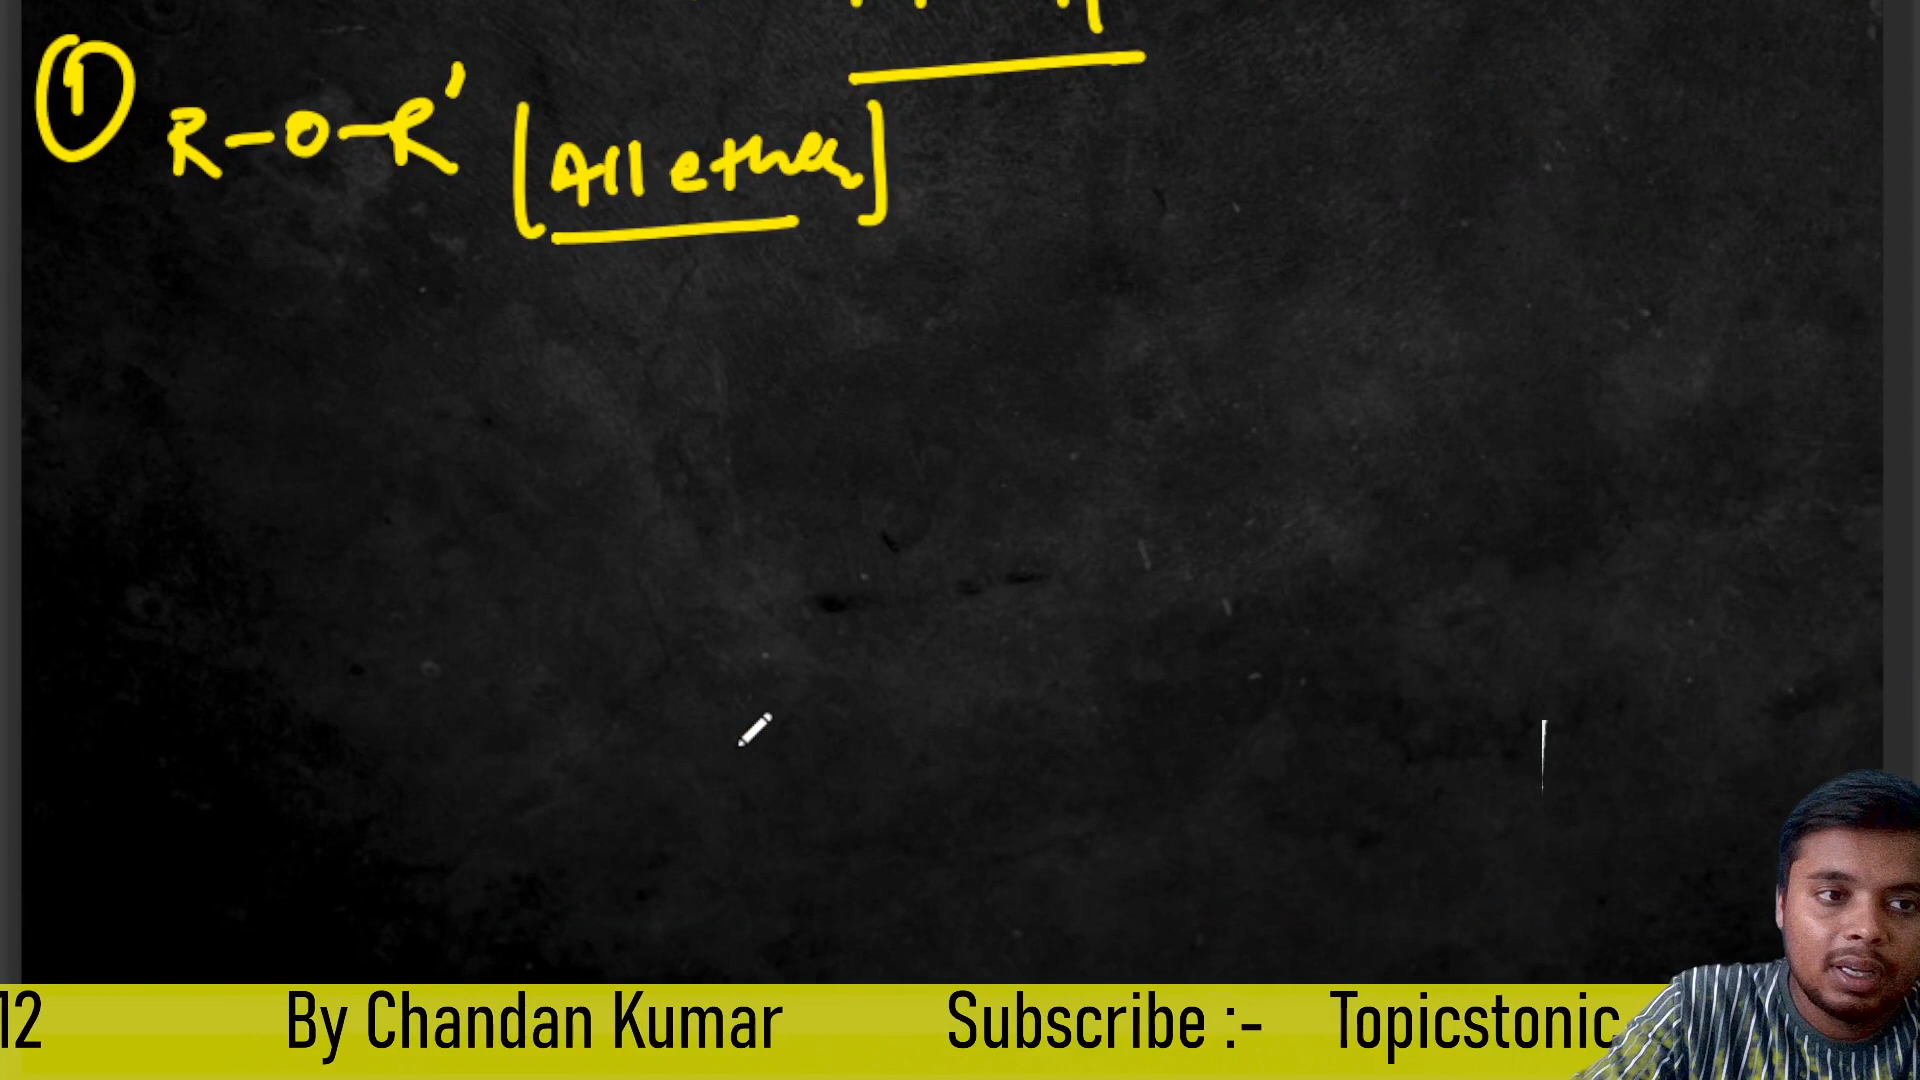 ① R-O-R' [All ether]
12 By Chandan Kumar Subscribe :- Topicstonic